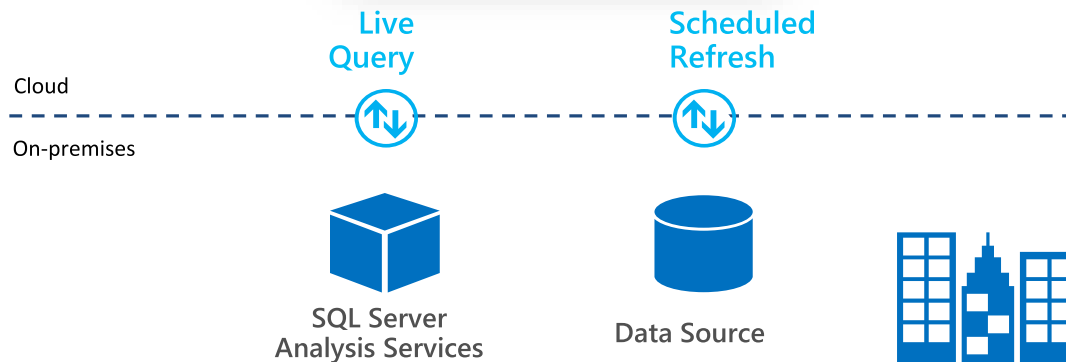 Live
Query
Scheduled
Refresh
Cloud
On-premises
SQL Server
Analysis Services
Data Source